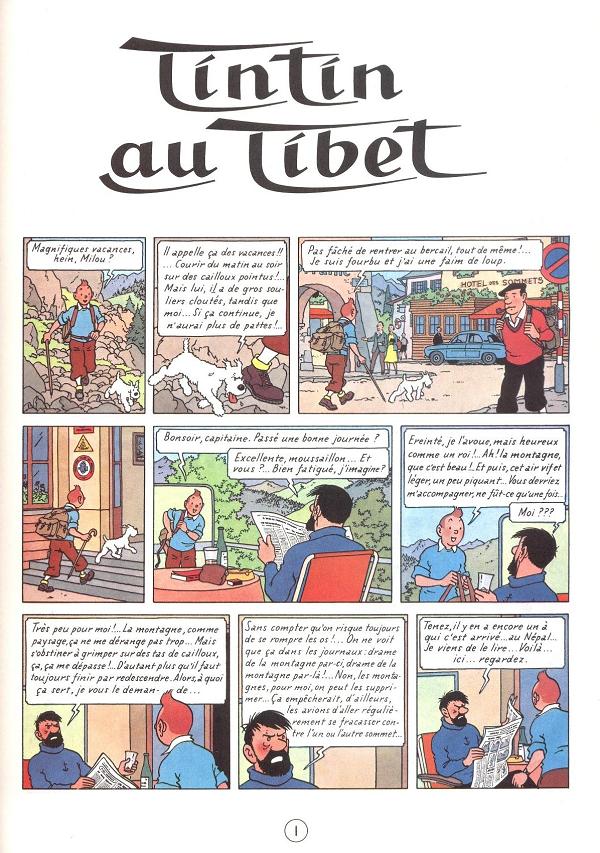 Tintin
au Tibet
Magnifiques vacances,
hein, Milou ?
Il appelle ça des vacances!!
... Courir du matin au soir
sur des cailloux pointus!...
Mais lui, il a de gros sou-
liers cloutés, tandis que
moi... Si ça continue, je
n'aurai plus de pattes!...
Pas fâché de rentrer au bercail, tout de même!...
Je suis fourbu et j'ai une faim de loup.
HOTEL DES SOMMETS
Bonsoir, capitaine. Passé une bonne journée ?
Excellente, moussaillon... Et
vous ?... Bien fatigué, j'imagine?
Ereinté, je l'avoue, mais heureux
comme un roi!... Ah! la montagne,
que c'est beau!.. Et puis, cet air vif et
léger, un peu piquant... Vous devriez
m'accompagner, ne fût-ce qu'une fois...
Moi ???
Très peu pour moi!... La montagne, comme
paysage, ça ne me dérange pas trop... Mais
s'obstiner à grimper sur des tas de cailloux,
ça, ça me dépasse!... D'autant plus qu'il faut
toujours finir par redescendre. Alors, à quoi
ça sert, je vous le deman- de...
Sans compter qu'on risque toujours
de se rompre les os!... On ne voit
que ça dans les journaux: drame
de la montagne par-ci, drame de la
montagne par-là!... Non, les monta-
gnes, pour moi, on peut les suppri-
mer... Ça empêcherait, d'ailleurs,
les avions d'aller réguliè-
rement se fracasser con-
tre l'un ou l'autre sommet...
Tenez, il y en a encore un à
qui c'est arrivé... au Népal...
Je viens de le lire... Voilà...
ici... regardez.
1